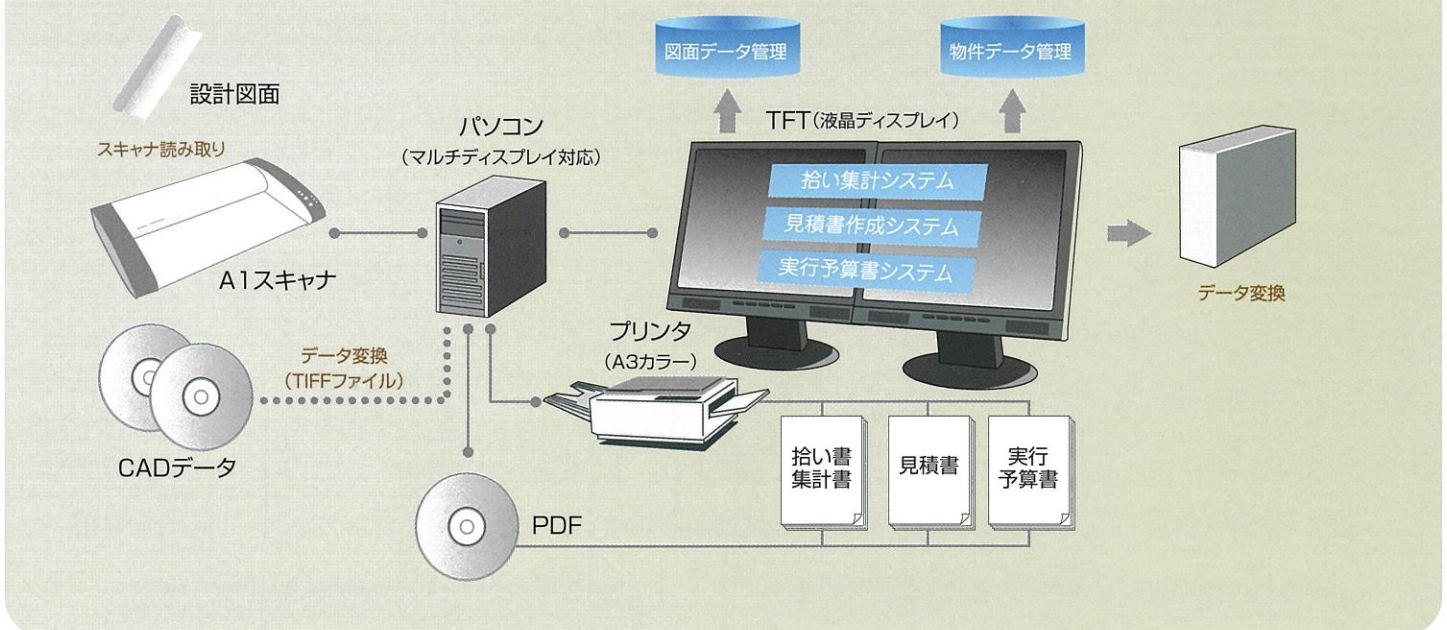 図面データ管理
物件データ管理
設計図面
TFT(液晶ディスプレイ)
パソコン
(マルチディスプレイ対応)
スキャナ読み取り
拾い集計システム
見積書作成システム
実行予算書システム
A1スキャナ
データ変換
プリンタ
(A3カラー)
データ変換
(TIFFファイル)
CADデータ
拾い書
集計書
見積書
実行
予算書
PDF